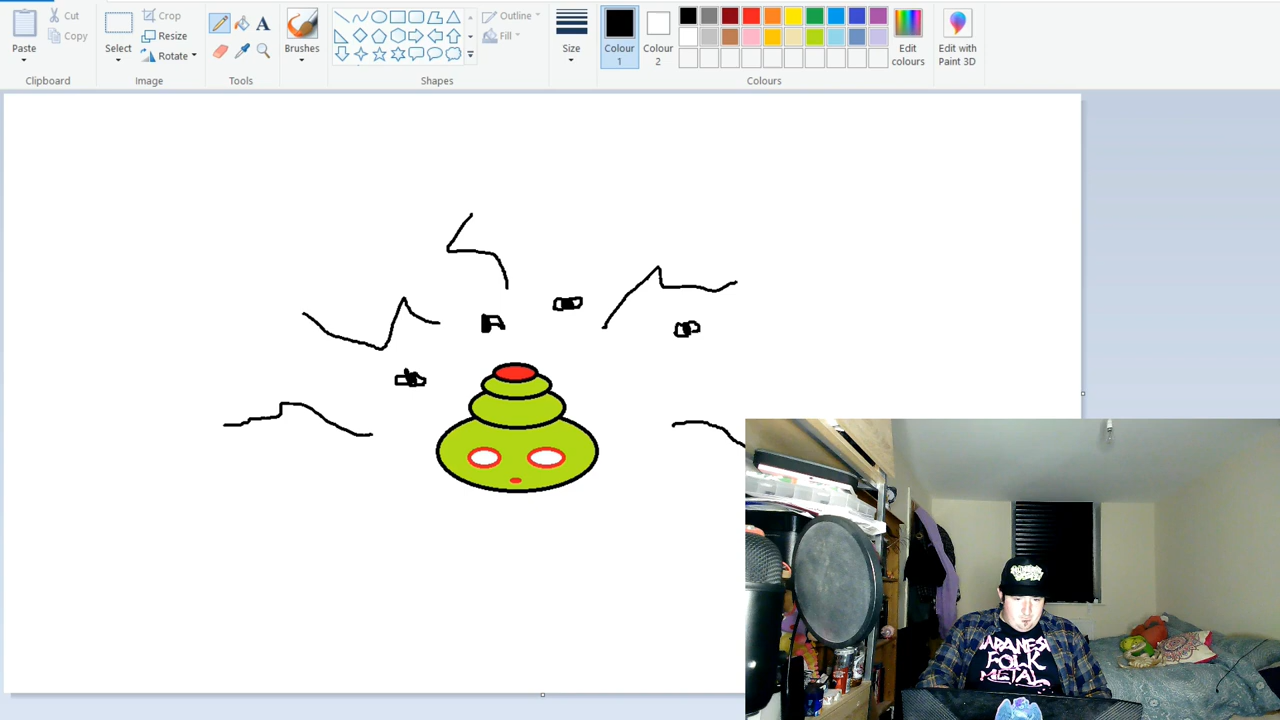 Cut
Copy
Paste
Clipboard
Crop
Resize
Rotate
Select
Image
A
Tools
Brushes
Outline
Fill
Shapes
Size
Colour
1
Colour
2
Edit
colours
Edit with
Paint 3D
Colours
JAPANESE
FOLK
METAL